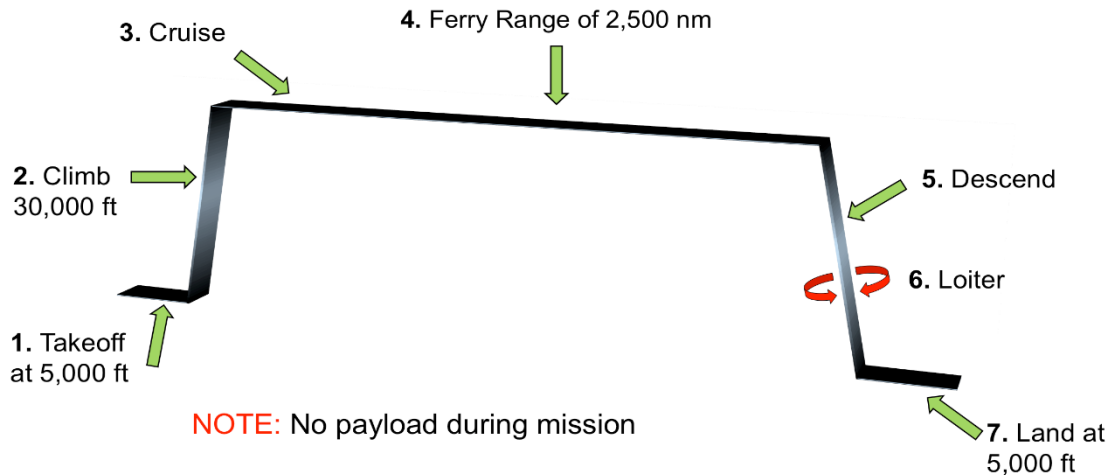 4. Ferry Range of 2,500 nm
3. Cruise
2. Climb
30,000 ft
5. Descend
6. Loiter
1. Takeoff
at 5,000 ft
NOTE: No payload during mission
7. Land at
5,000 ft